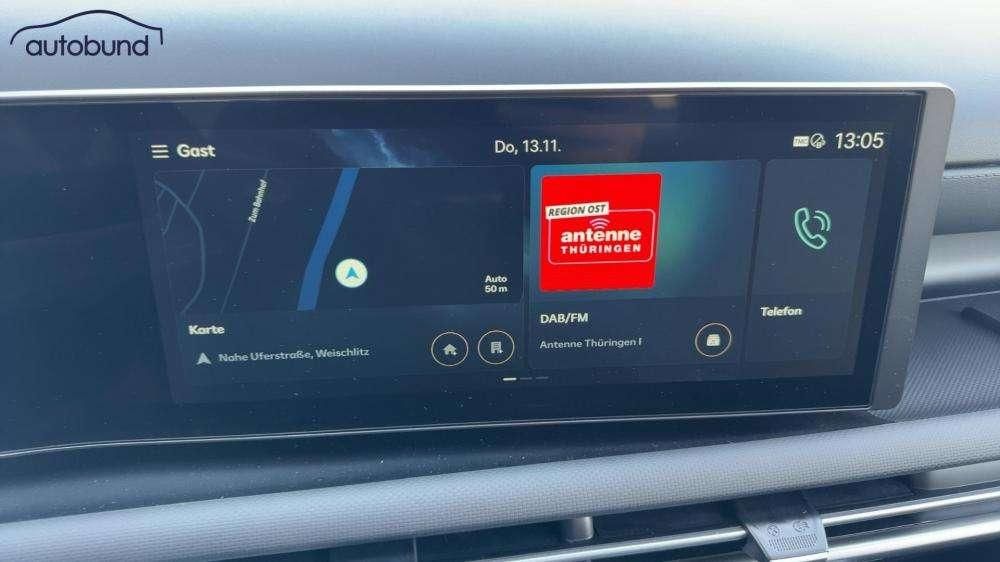 autobund
Gast
Do, 13.11.
TMC
13:05
Zum Bahnhof
Auto
50 m
Karte
Nahe Uferstraße, Weischlitz
REGION OST
antenne
THÜRINGEN
DAB/FM
Antenne Thüringen
Telefon